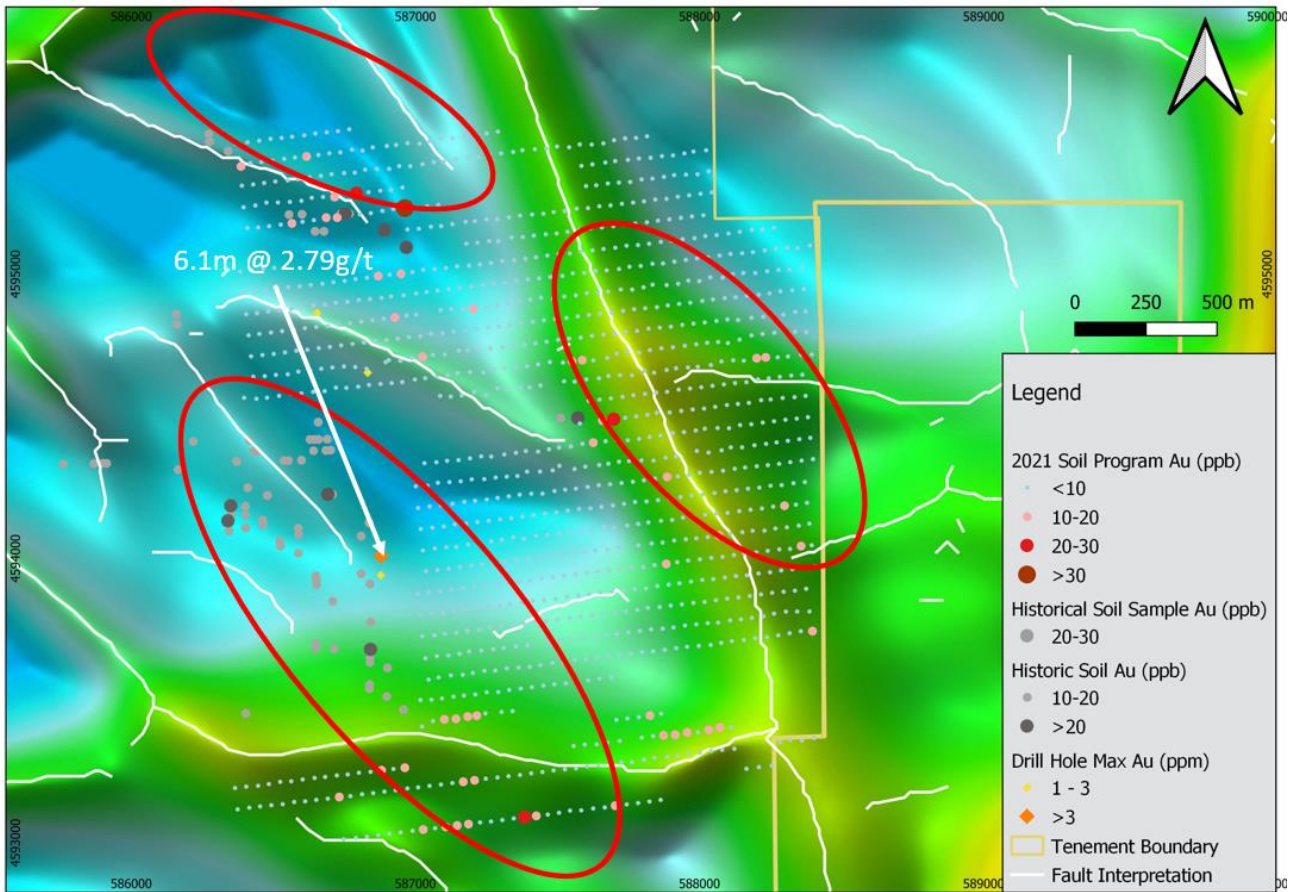 586000
587000
588000
589000
590000
6.1m @ 2.79g/t
4595000
4595000
0 250 500 m
Legend
2021 Soil Program Au (ppb)
<10
10-20
20-30
>30
Historical Soil Sample Au (ppb)
20-30
Historic Soil Au (ppb)
10-20
>20
Drill Hole Max Au (ppm)
1 - 3
>3
Tenement Boundary
Fault Interpretation
4594000
4593000
586000
587000
588000
589000